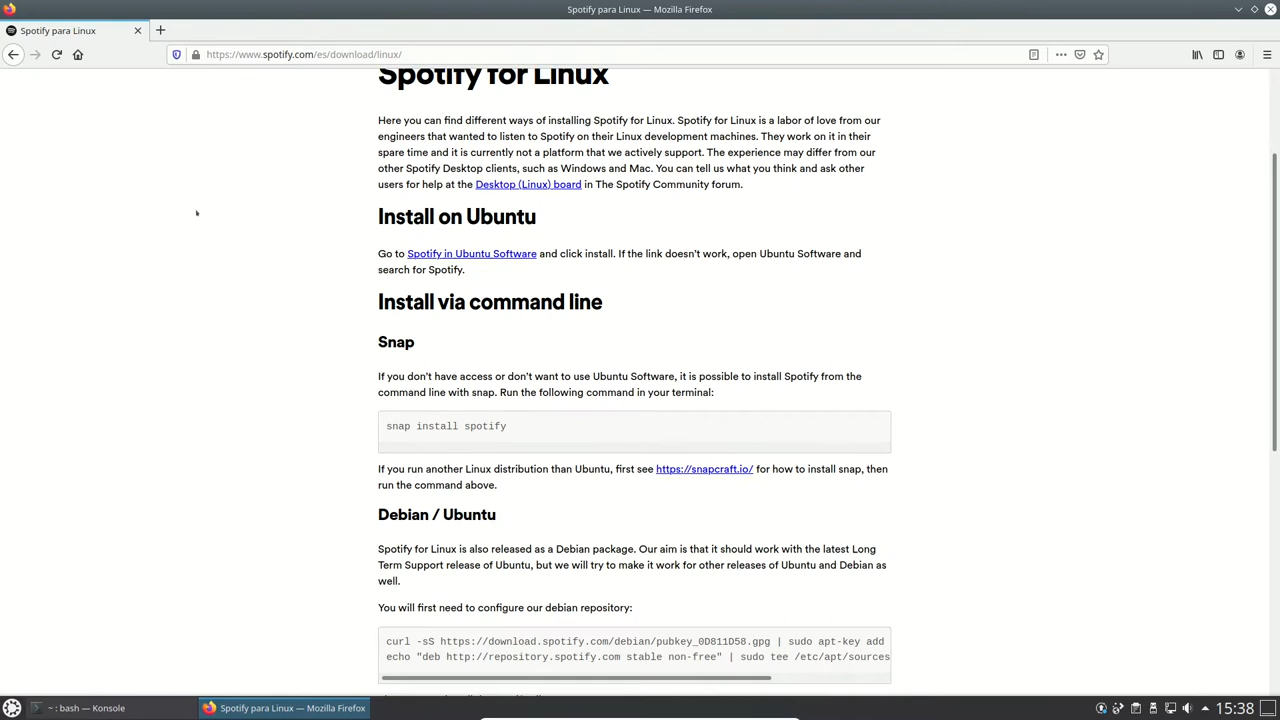 Spotify para Linux — Mozilla Firefox
Spotify para Linux
https://www.spotify.com/es/download/linux/
Spotify for Linux
Here you can find different ways of installing Spotify for Linux. Spotify for Linux is a labor of love from our
engineers that wanted to listen to Spotify on their Linux development machines. They work on it in their
spare time and it is currently not a platform that we actively support. The experience may differ from our
other Spotify Desktop clients, such as Windows and Mac. You can tell us what you think and ask other
users for help at the Desktop (Linux) board in The Spotify Community forum.
Install on Ubuntu
Go to Spotify in Ubuntu Software and click install. If the link doesn't work, open Ubuntu Software and
search for Spotify.
Install via command line
Snap
If you don't have access or don't want to use Ubuntu Software, it is possible to install Spotify from the
command line with snap. Run the following command in your terminal:
snap install spotify
If you run another Linux distribution than Ubuntu, first see https://snapcraft.io/ for how to install snap, then
run the command above.
Debian / Ubuntu
Spotify for Linux is also released as a Debian package. Our aim is that it should work with the latest Long
Term Support release of Ubuntu, but we will try to make it work for other releases of Ubuntu and Debian as
well.
You will first need to configure our debian repository:
curl -sS https://download.spotify.com/debian/pubkey_0D811D58.gpg | sudo apt-key add
echo "deb http://repository.spotify.com stable non-free" | sudo tee /etc/apt/sources
~ : bash — Konsole
Spotify para Linux — Mozilla Firefox
15:38